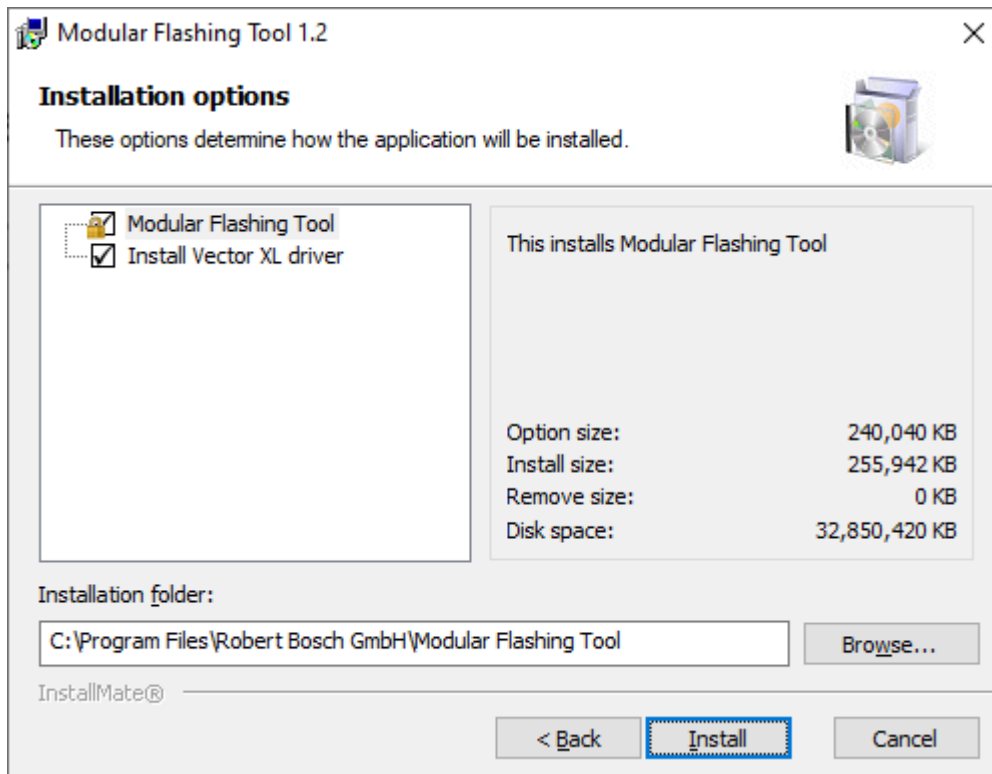 Modular Flashing Tool 1.2
Installation options
These options determine how the application will be installed.
Modular Flashing Tool
Install Vector XL driver
This installs Modular Flashing Tool
Option size: 240,040 KB
Install size: 255,942 KB
Remove size: 0 KB
Disk space: 32,850,420 KB
Installation folder:
C:\Program Files\Robert Bosch GmbH\Modular Flashing Tool
Browse...
InstallMate®
< Back
Install
Cancel